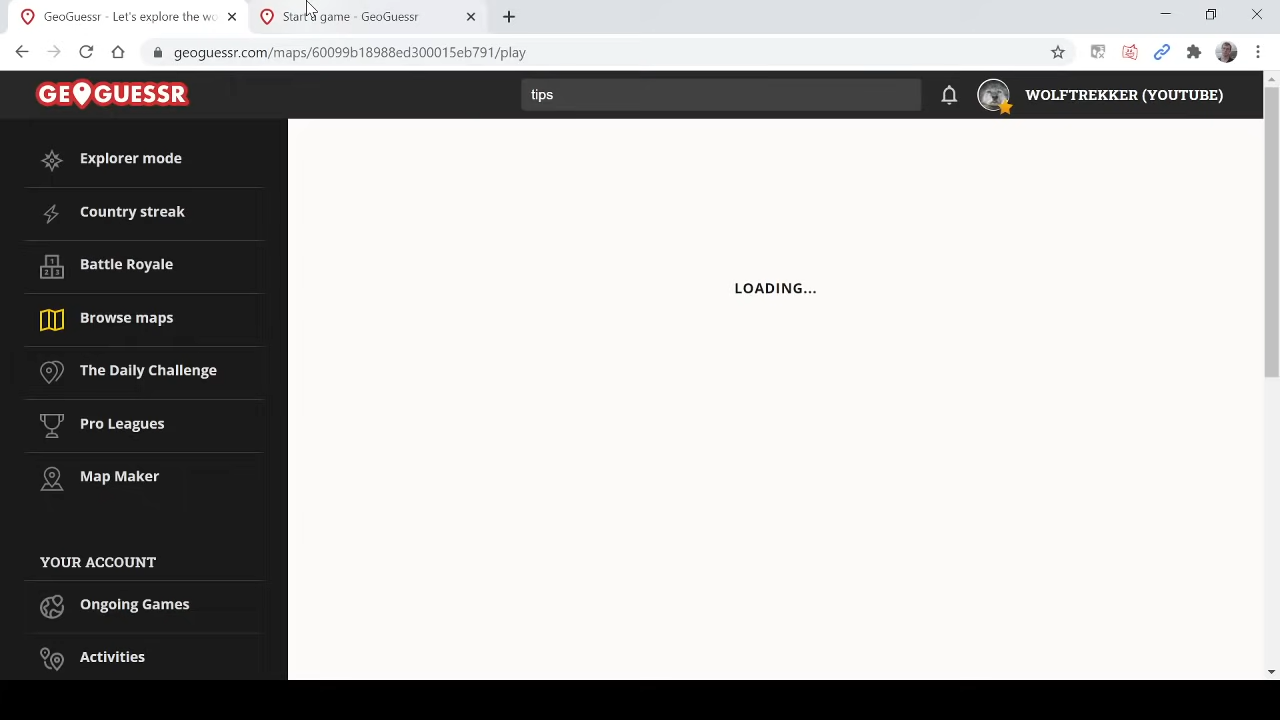 GeoGuessr - Let's explore the wo
Start a game - GeoGuessr
geoguessr.com/maps/60099b18988ed300015eb791/play
GEOGUESSR
tips
WOLFTREKKER (YOUTUBE)
Explorer mode
Country streak
Battle Royale
Browse maps
The Daily Challenge
Pro Leagues
Map Maker
YOUR ACCOUNT
Ongoing Games
Activities
LOADING...